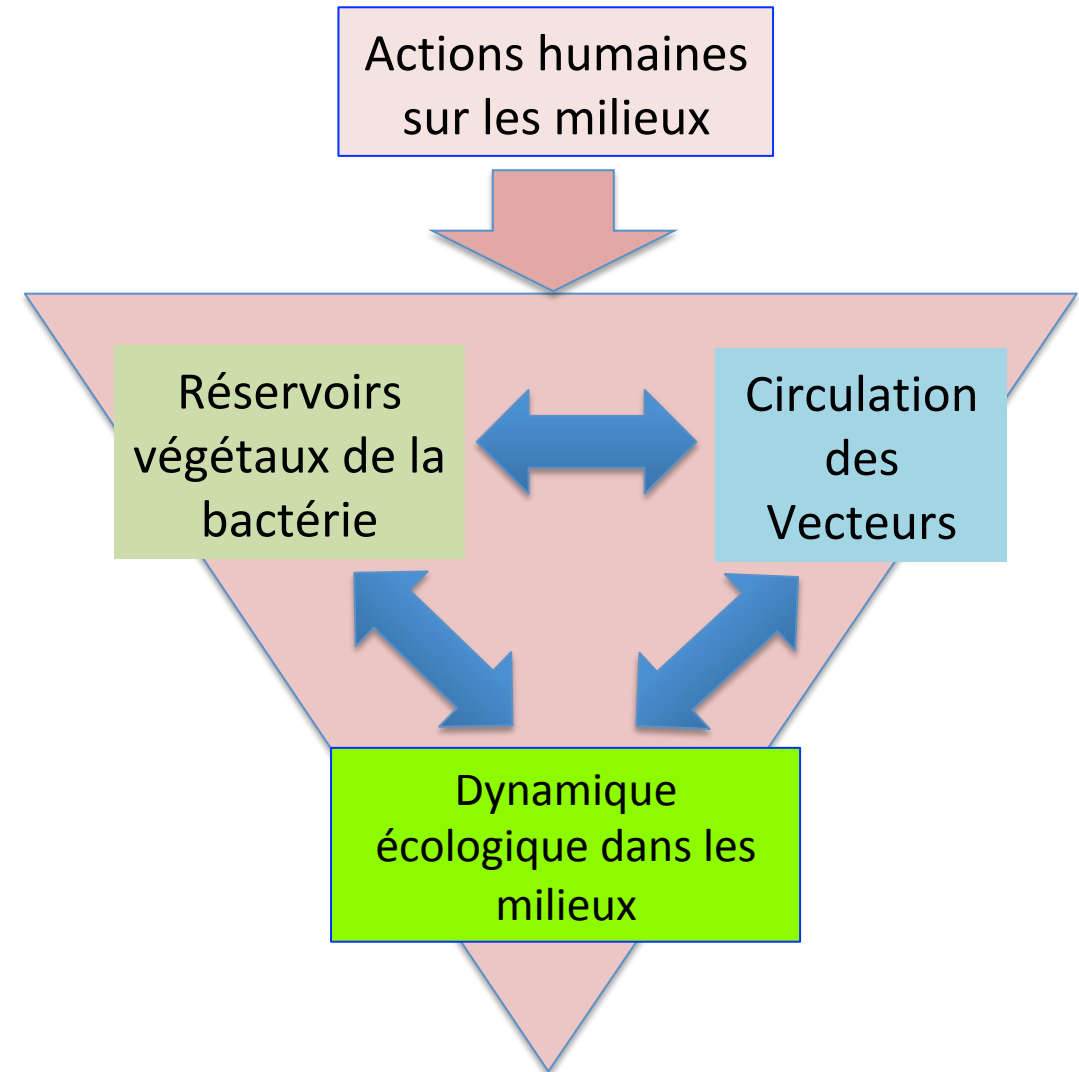 Actions humaines
sur les milieux
Réservoirs
végétaux de la
bactérie
Circulation
des
Vecteurs
Dynamique
écologique dans les
milieux